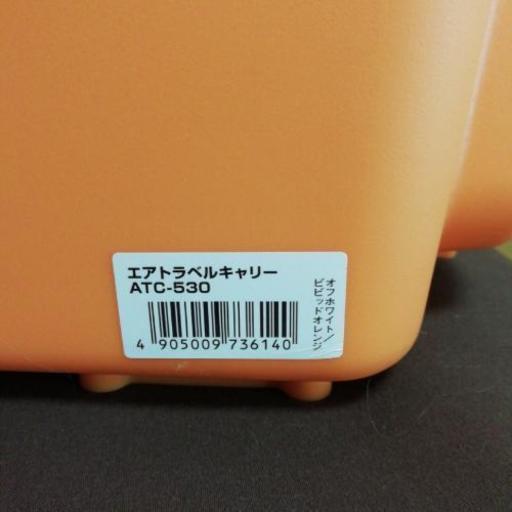 エアトラベルキャリー
ATC-530
オフホワイト/
ビビッドオレンジ
4 905009 736140